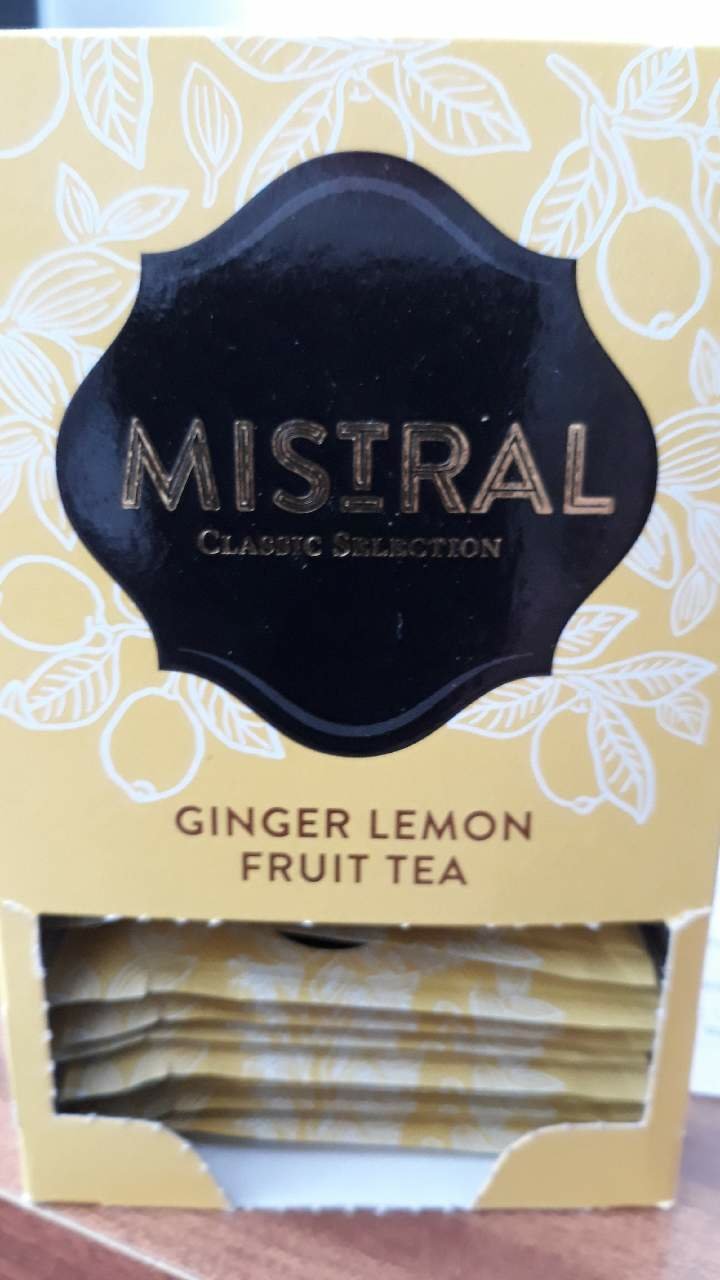 MISTRAL
CLASSIC SELECTION
GINGER LEMON
FRUIT TEA